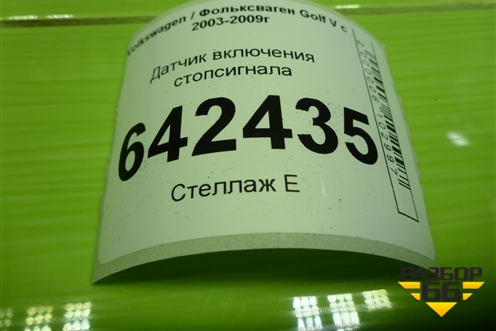 Volkswagen / Фольксваген Golf V с
2003-2009г
Датчик включения
стопсигнала
642435
Стеллаж Е
РАЗБОР
66